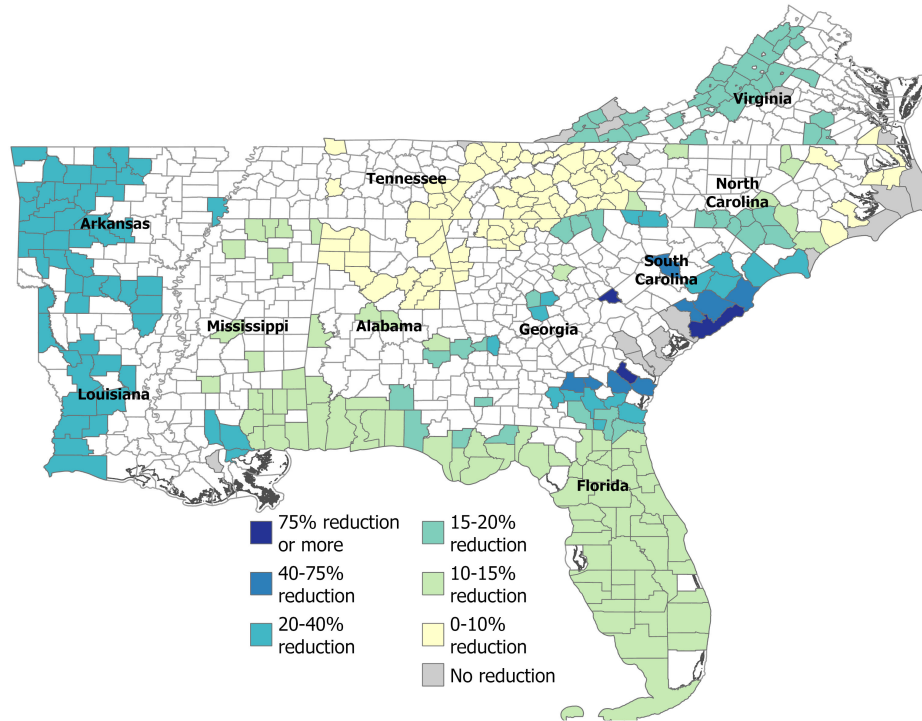 Virginia
Tennessee
North
Carolina
Arkansas
South
Carolina
Mississippi
Alabama
Georgia
Louisiana
Florida
75% reduction
or more
40-75%
reduction
20-40%
reduction
15-20%
reduction
10-15%
reduction
0-10%
reduction
No reduction